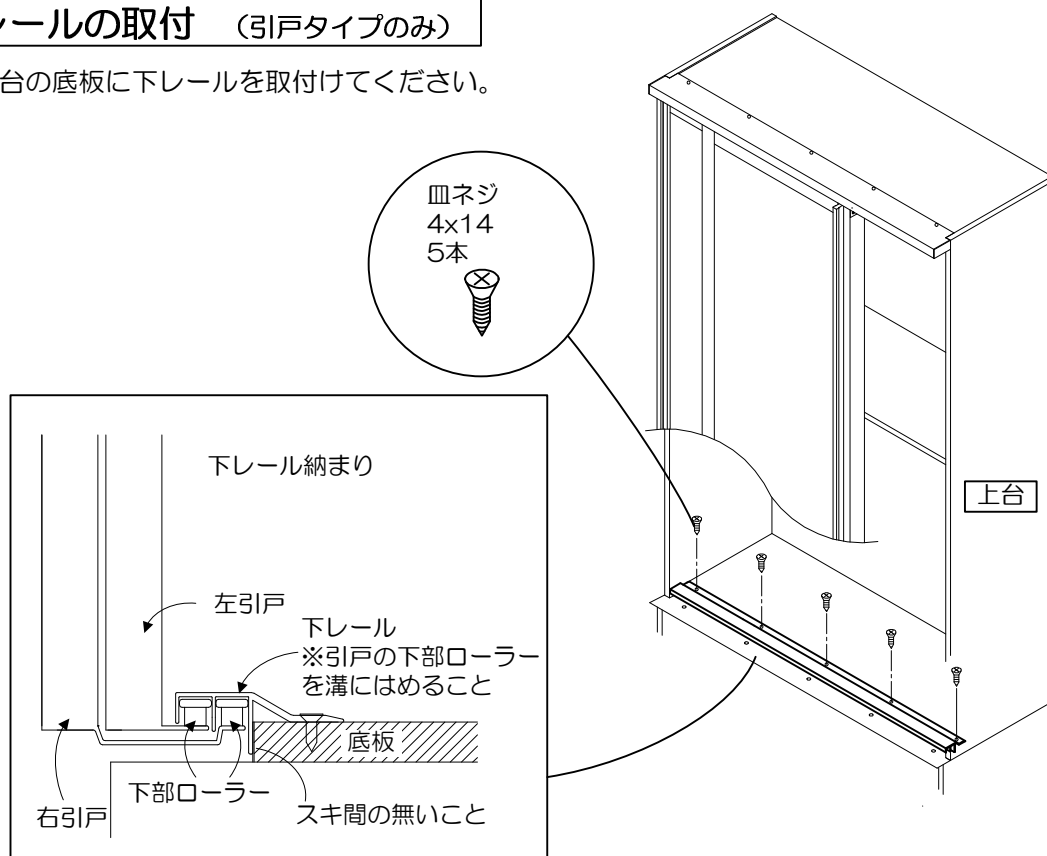 ールの取付 (引戸タイプのみ)
台の底板に下レールを取付けてください。
皿ネジ
4x14
5本
上台
下レール納まり
左引戸
下レール
※引戸の下部ローラー
を溝にはめること
底板
下部ローラー
右引戸
スキ間の無いこと